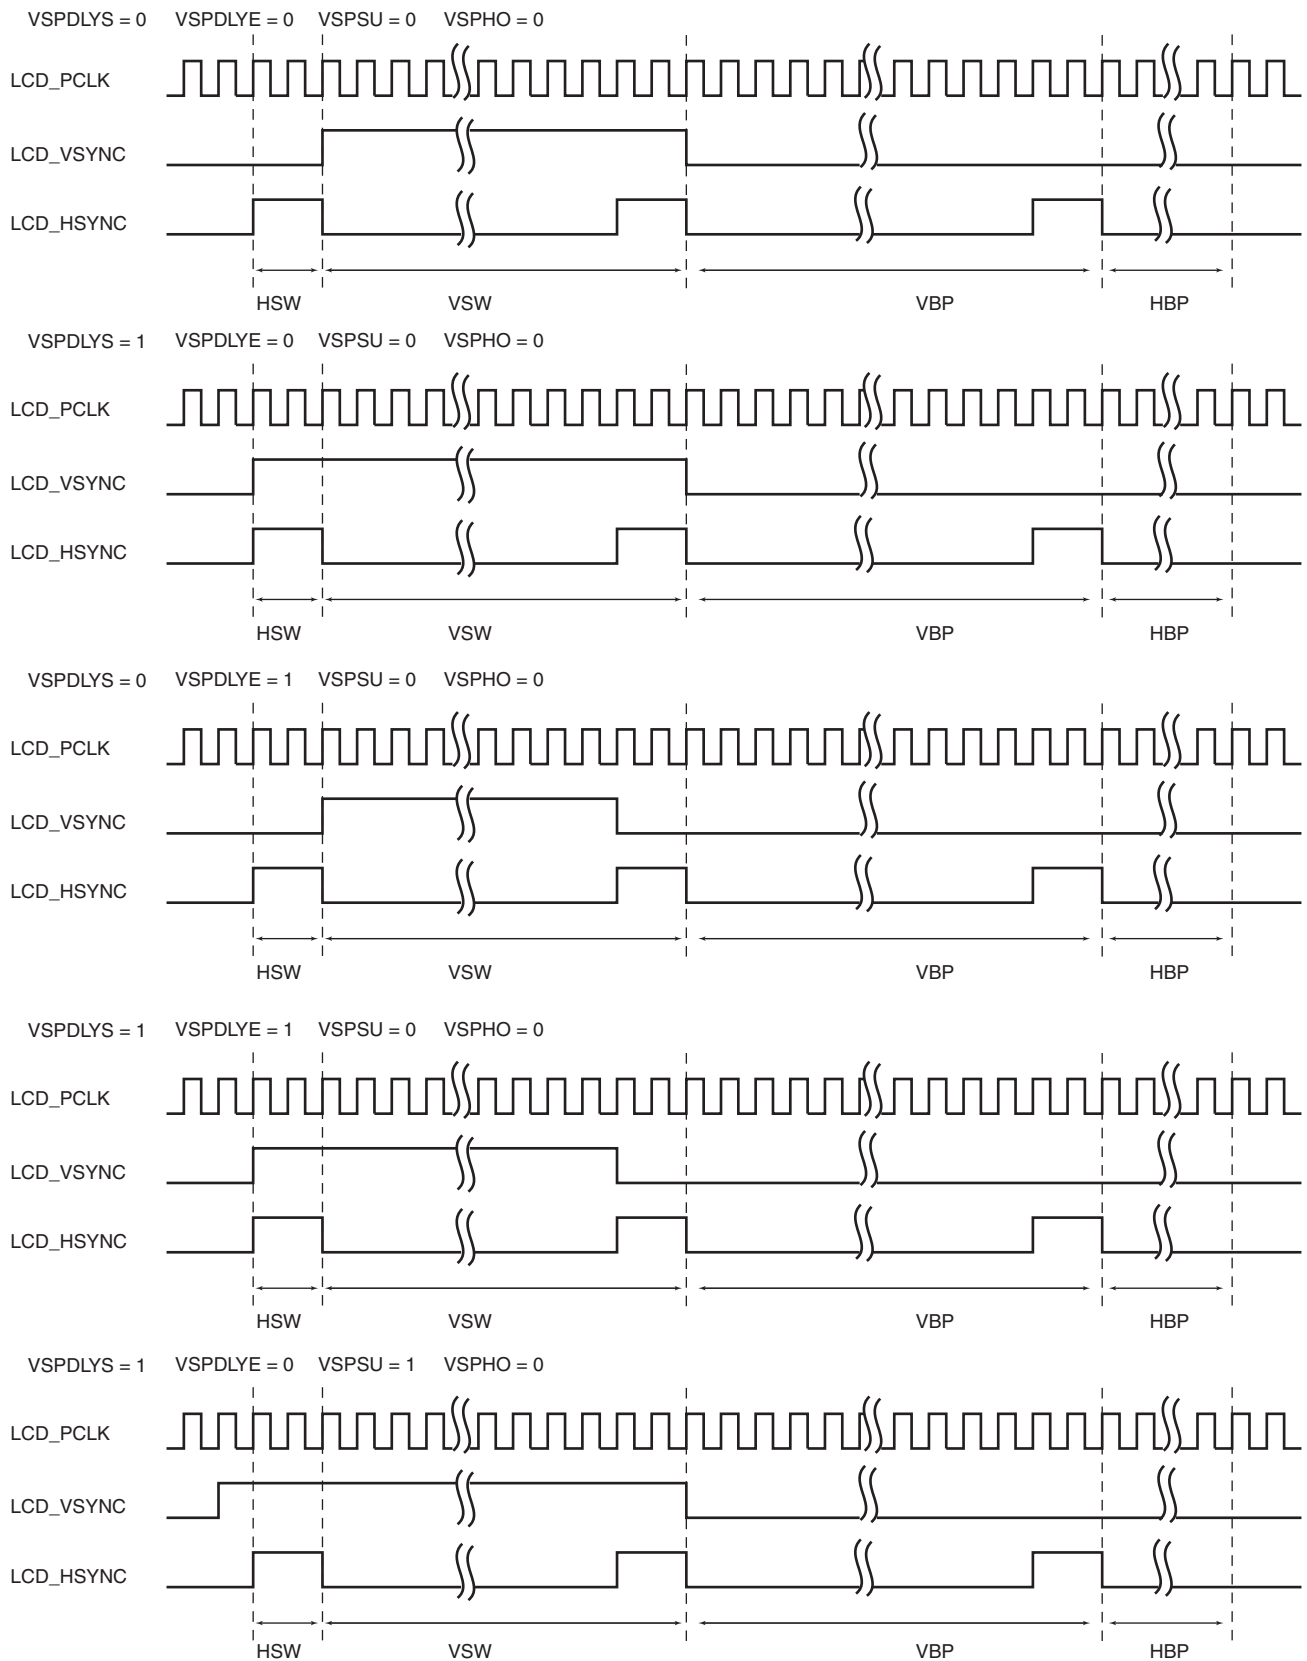 VSPDLYS = 0 VSPDLYE = 0 VSPSU = 0 VSPHO = 0
LCD_PCLK
LCD_VSYNC
LCD_HSYNC
HSW VSW VBP HBP
VSPDLYS = 1 VSPDLYE = 0 VSPSU = 0 VSPHO = 0
LCD_PCLK
LCD_VSYNC
LCD_HSYNC
HSW VSW VBP HBP
VSPDLYS = 0 VSPDLYE = 1 VSPSU = 0 VSPHO = 0
LCD_PCLK
LCD_VSYNC
LCD_HSYNC
HSW VSW VBP HBP
VSPDLYS = 1 VSPDLYE = 1 VSPSU = 0 VSPHO = 0
LCD_PCLK
LCD_VSYNC
LCD_HSYNC
HSW VSW VBP HBP
VSPDLYS = 1 VSPDLYE = 0 VSPSU = 1 VSPHO = 0
LCD_PCLK
LCD_VSYNC
LCD_HSYNC
HSW VSW VBP HBP